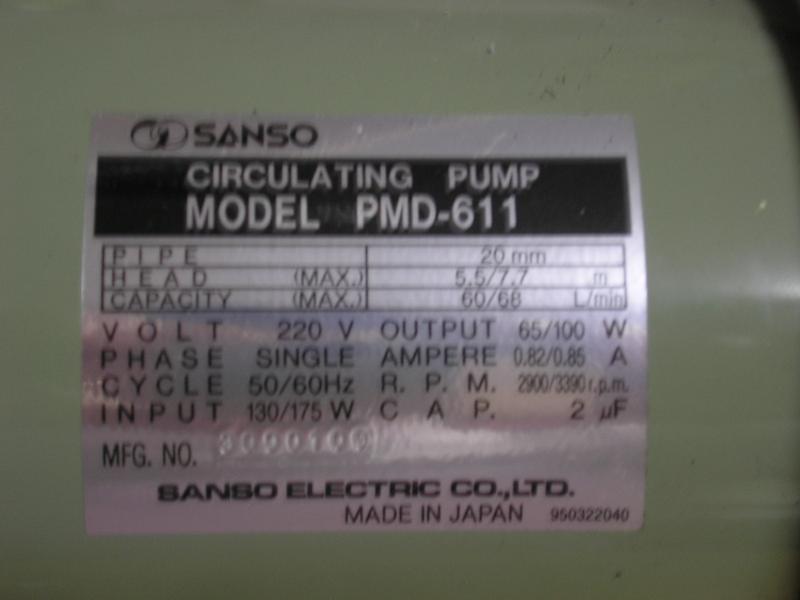 SANSO
CIRCULATING PUMP
MODEL PMD-611
PIPE 20 mm
HEAD (MAX.) 5.5/7.7 m
CAPACITY (MAX.) 60/68 L/min
VOLT 220 V OUTPUT 65/100 W
PHASE SINGLE AMPERE 0.82/0.85 A
CYCLE 50/60Hz R.P.M. 2900/3390 r.p.m.
INPUT 130/175 W CAP. 2 µF
MFG. NO.
SANSO ELECTRIC CO.,LTD.
MADE IN JAPAN 950322040